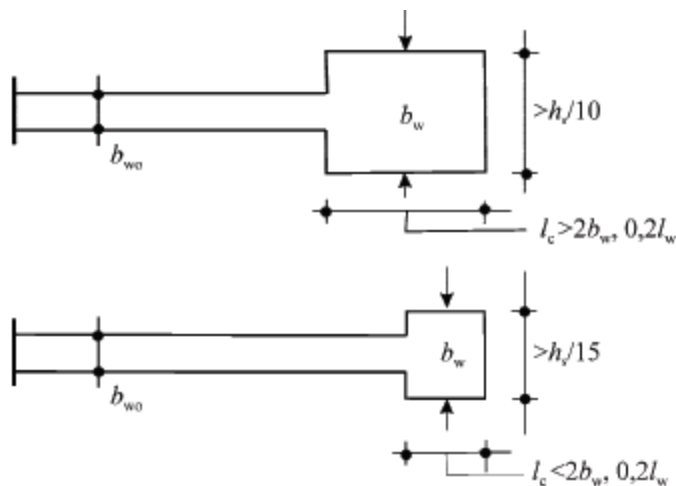 b_w
>h_s/10
b_wo
l_c>2b_w, 0,2l_w
b_w
>h_s/15
b_wo
l_c<2b_w, 0,2l_w